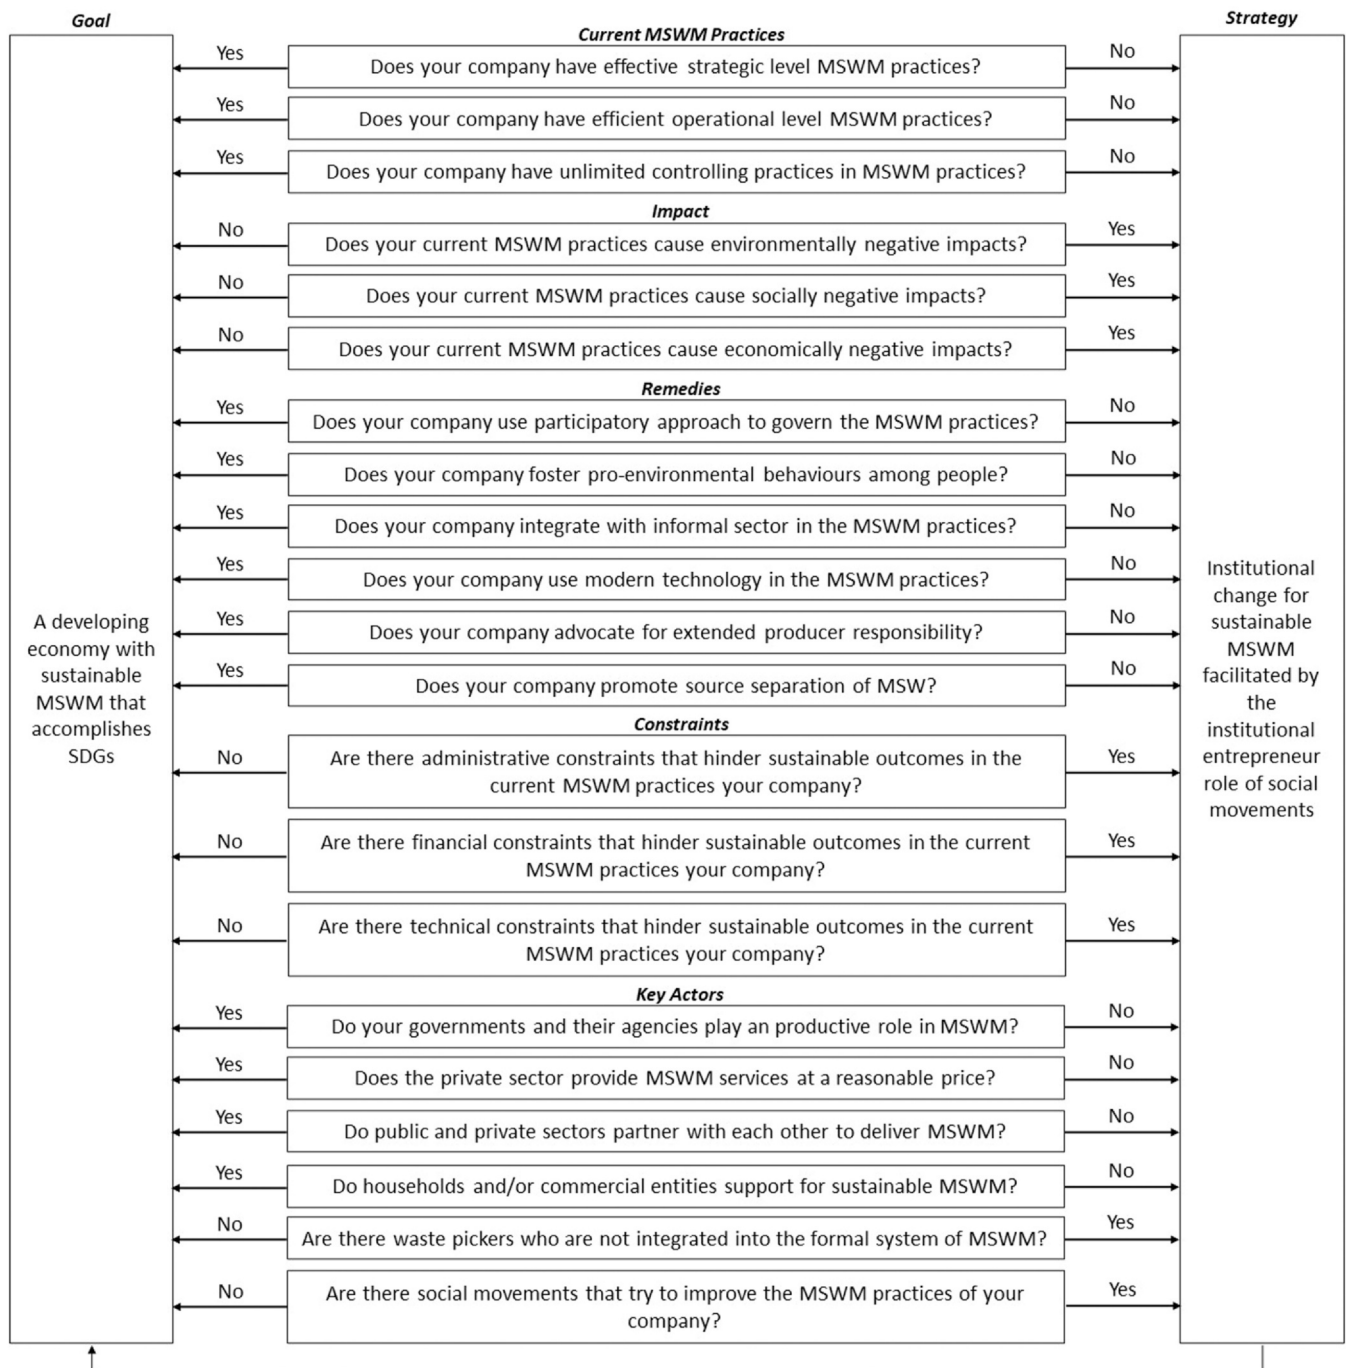 Goal
Strategy
Current MSWM Practices
Yes
Does your company have effective strategic level MSWM practices?
No
Yes
Does your company have efficient operational level MSWM practices?
No
Yes
Does your company have unlimited controlling practices in MSWM practices?
No
Impact
No
Does your current MSWM practices cause environmentally negative impacts?
Yes
No
Does your current MSWM practices cause socially negative impacts?
Yes
No
Does your current MSWM practices cause economically negative impacts?
Yes
Remedies
Yes
Does your company use participatory approach to govern the MSWM practices?
No
Yes
Does your company foster pro-environmental behaviours among people?
No
Yes
Does your company integrate with informal sector in the MSWM practices?
No
Yes
Does your company use modern technology in the MSWM practices?
No
Yes
Does your company advocate for extended producer responsibility?
No
Yes
Does your company promote source separation of MSW?
No
Constraints
No
Are there administrative constraints that hinder sustainable outcomes in the
current MSWM practices your company?
Yes
No
Are there financial constraints that hinder sustainable outcomes in the current
MSWM practices your company?
Yes
No
Are there technical constraints that hinder sustainable outcomes in the current
MSWM practices your company?
Yes
Key Actors
Yes
Do your governments and their agencies play an productive role in MSWM?
No
Yes
Does the private sector provide MSWM services at a reasonable price?
No
Yes
Do public and private sectors partner with each other to deliver MSWM?
No
Yes
Do households and/or commercial entities support for sustainable MSWM?
No
No
Are there waste pickers who are not integrated into the formal system of MSWM?
Yes
No
Are there social movements that try to improve the MSWM practices of your
company?
Yes
A developing
economy with
sustainable
MSWM that
accomplishes
SDGs
Institutional
change for
sustainable
MSWM
facilitated by
the
institutional
entrepreneur
role of social
movements